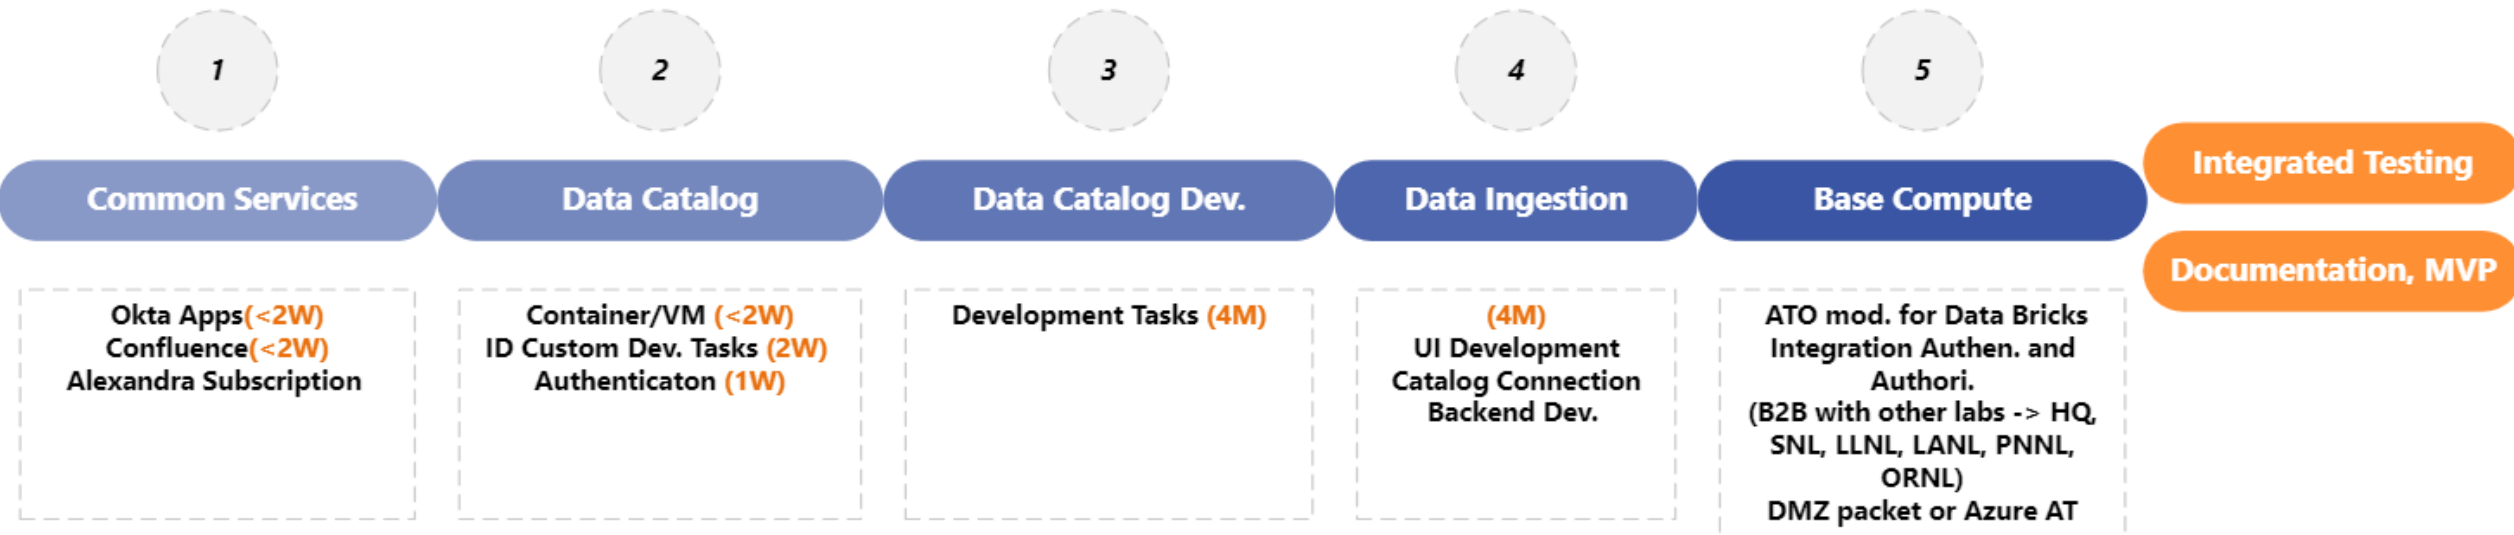 1
2
3
4
5
Common Services
Data Catalog
Data Catalog Dev.
Data Ingestion
Base Compute
Integrated Testing
Documentation, MVP
Okta Apps(<2W)
Confluence(<2W)
Alexandra Subscription
Container/VM (<2W)
ID Custom Dev. Tasks (2W)
Authenticaton (1W)
Development Tasks (4M)
(4M)
UI Development
Catalog Connection
Backend Dev.
ATO mod. for Data Bricks
Integration Authen. and
Authori.
(B2B with other labs -> HQ,
SNL, LLNL, LANL, PNNL,
ORNL)
DMZ packet or Azure AT